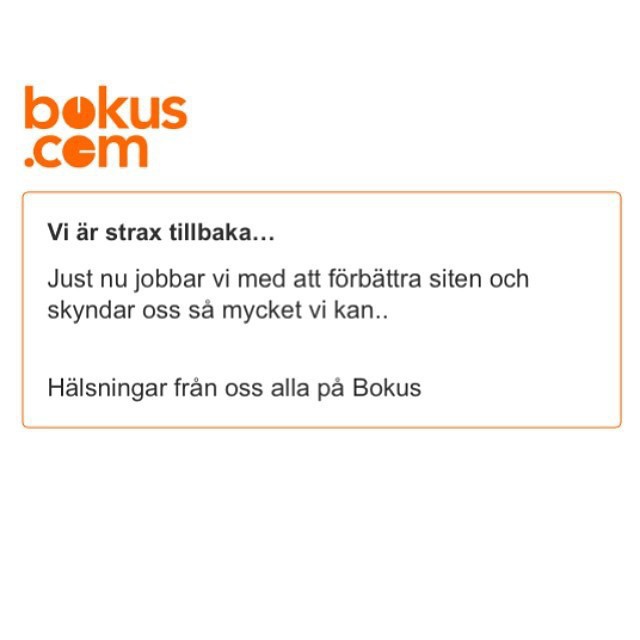 bokus
.com
Vi är strax tillbaka…
Just nu jobbar vi med att förbättra siten och
skyndar oss så mycket vi kan..
Hälsningar från oss alla på Bokus